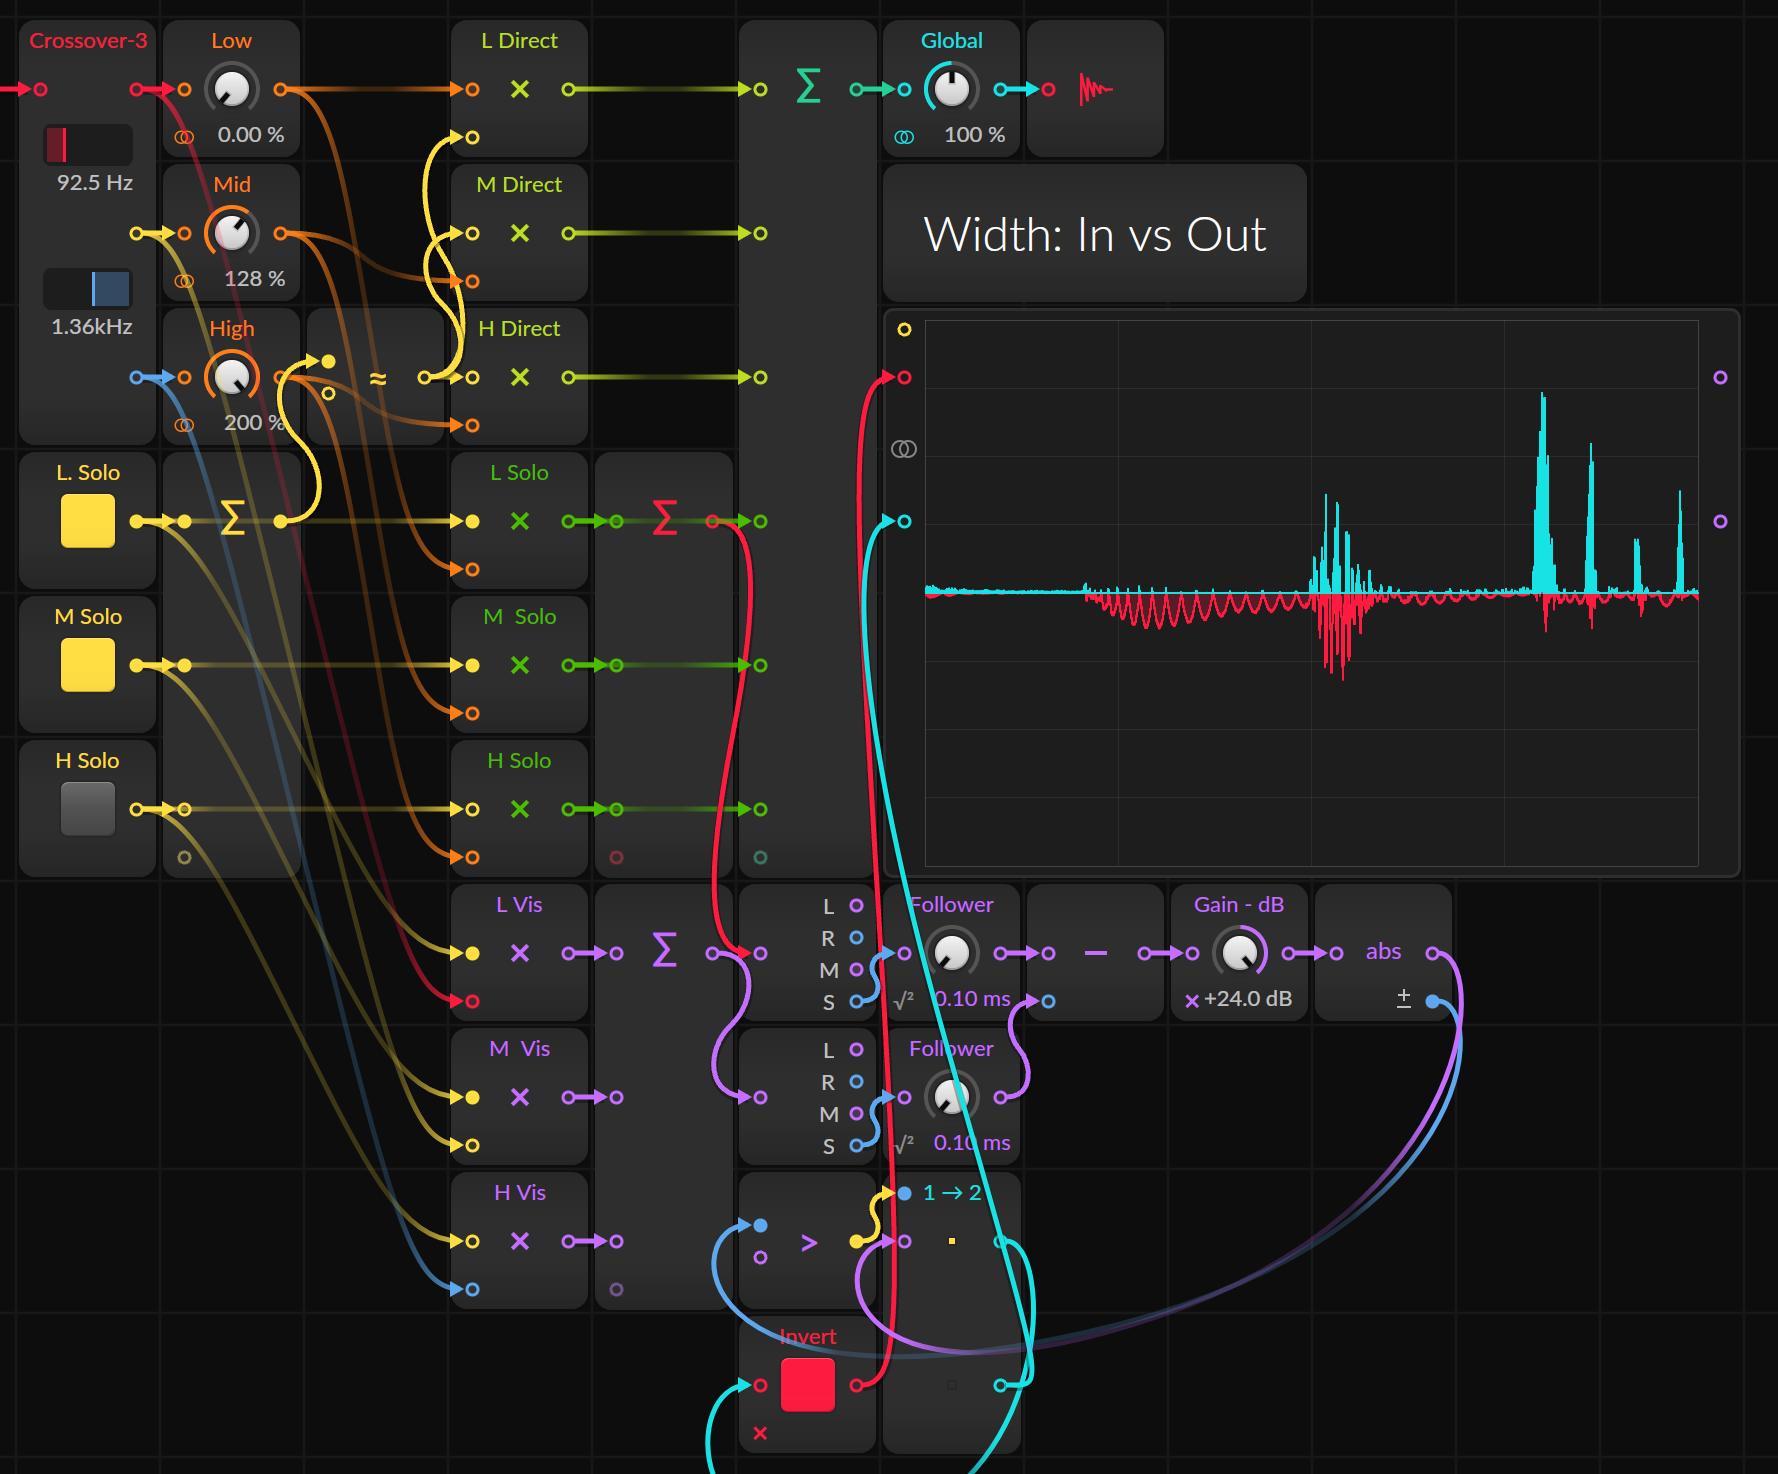 Crossover-3
Low
L Direct
Σ
Global
0.00 %
100 %
92.5 Hz
Mid
M Direct
Width: In vs Out
128 %
1.36kHz
High
≈
H Direct
200 %
L. Solo
Σ
L Solo
Σ
M Solo
M Solo
H Solo
H Solo
L Vis
Σ
L
R
M
S
Follower
√²
0.10 ms
−
Gain - dB
+24.0 dB
abs
±
M Vis
L
R
M
S
Follower
√²
0.10 ms
H Vis
>
1 → 2
Invert